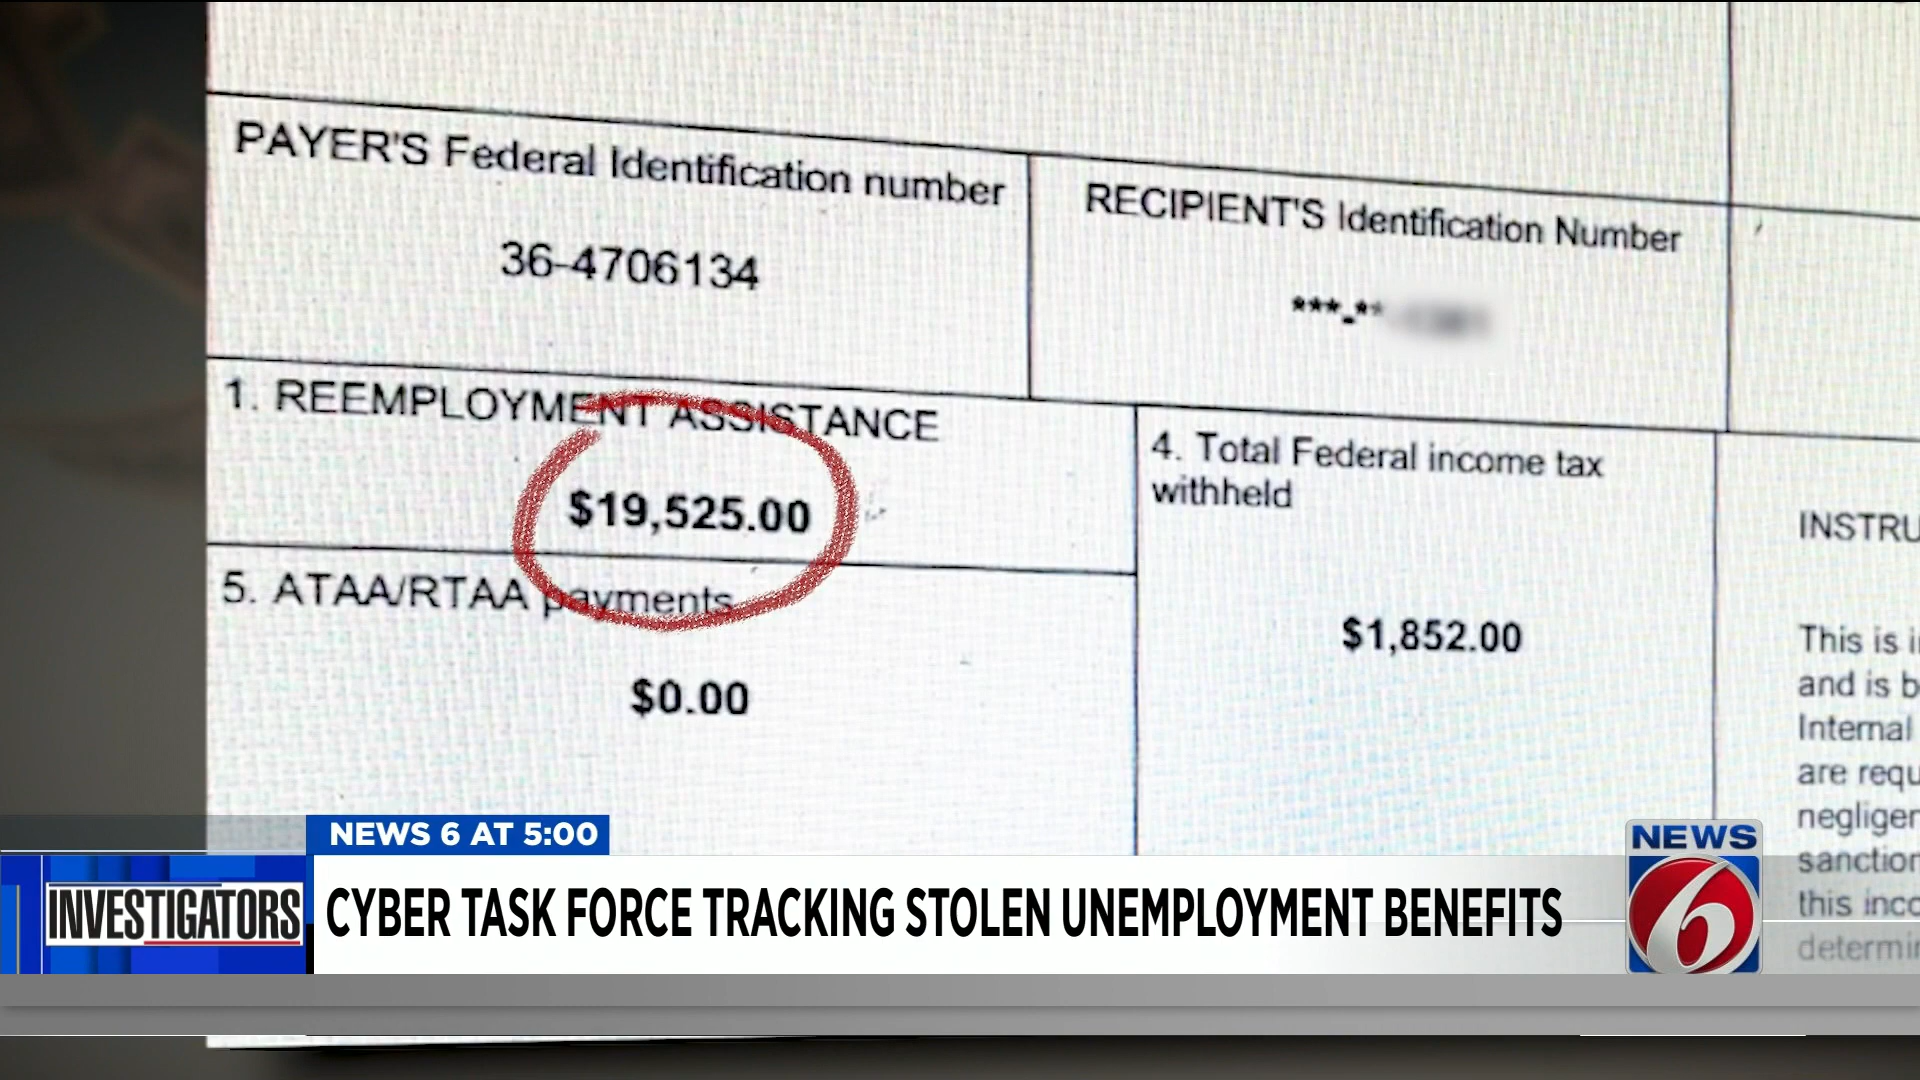 PAYER'S Federal Identification number
36-4706134
RECIPIENT'S Identification Number
***-**
1. REEMPLOYMENT ASSISTANCE
$19,525.00
4. Total Federal income tax
withheld
$1,852.00
5. ATAA/RTAA payments
$0.00
INSTRU
This is i
and is b
Internal
are requ
negliger
sanction
this inco
determin
NEWS 6 AT 5:00
INVESTIGATORS
CYBER TASK FORCE TRACKING STOLEN UNEMPLOYMENT BENEFITS
NEWS
6